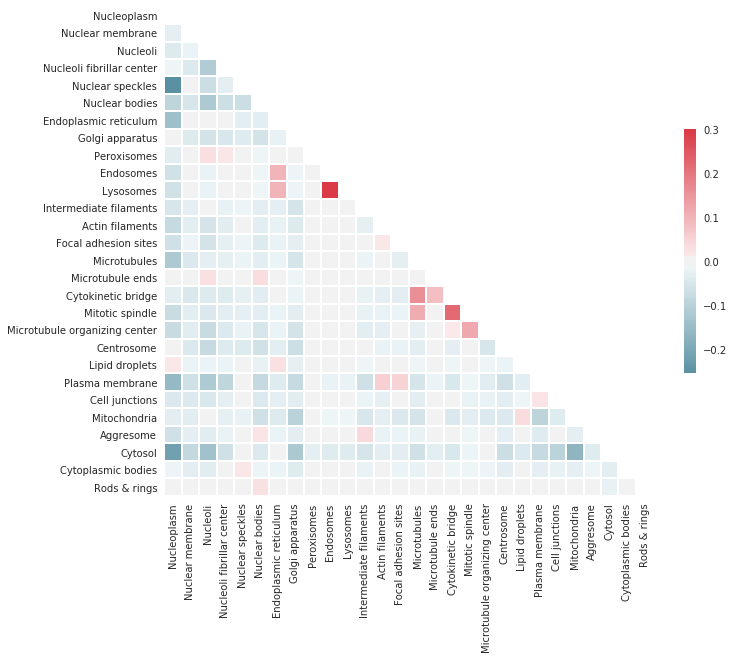 Nucleoplasm
Nuclear membrane
Nucleoli
Nucleoli fibrillar center
Nuclear speckles
Nuclear bodies
Endoplasmic reticulum
Golgi apparatus
Peroxisomes
Endosomes
Lysosomes
Intermediate filaments
Actin filaments
Focal adhesion sites
Microtubules
Microtubule ends
Cytokinetic bridge
Mitotic spindle
Microtubule organizing center
Centrosome
Lipid droplets
Plasma membrane
Cell junctions
Mitochondria
Aggresome
Cytosol
Cytoplasmic bodies
Rods & rings
Nucleoplasm
Nuclear membrane
Nucleoli
Nucleoli fibrillar center
Nuclear speckles
Nuclear bodies
Endoplasmic reticulum
Golgi apparatus
Peroxisomes
Endosomes
Lysosomes
Intermediate filaments
Actin filaments
Focal adhesion sites
Microtubules
Microtubule ends
Cytokinetic bridge
Mitotic spindle
Microtubule organizing center
Centrosome
Lipid droplets
Plasma membrane
Cell junctions
Mitochondria
Aggresome
Cytosol
Cytoplasmic bodies
Rods & rings
0.3
0.2
0.1
0.0
−0.1
−0.2